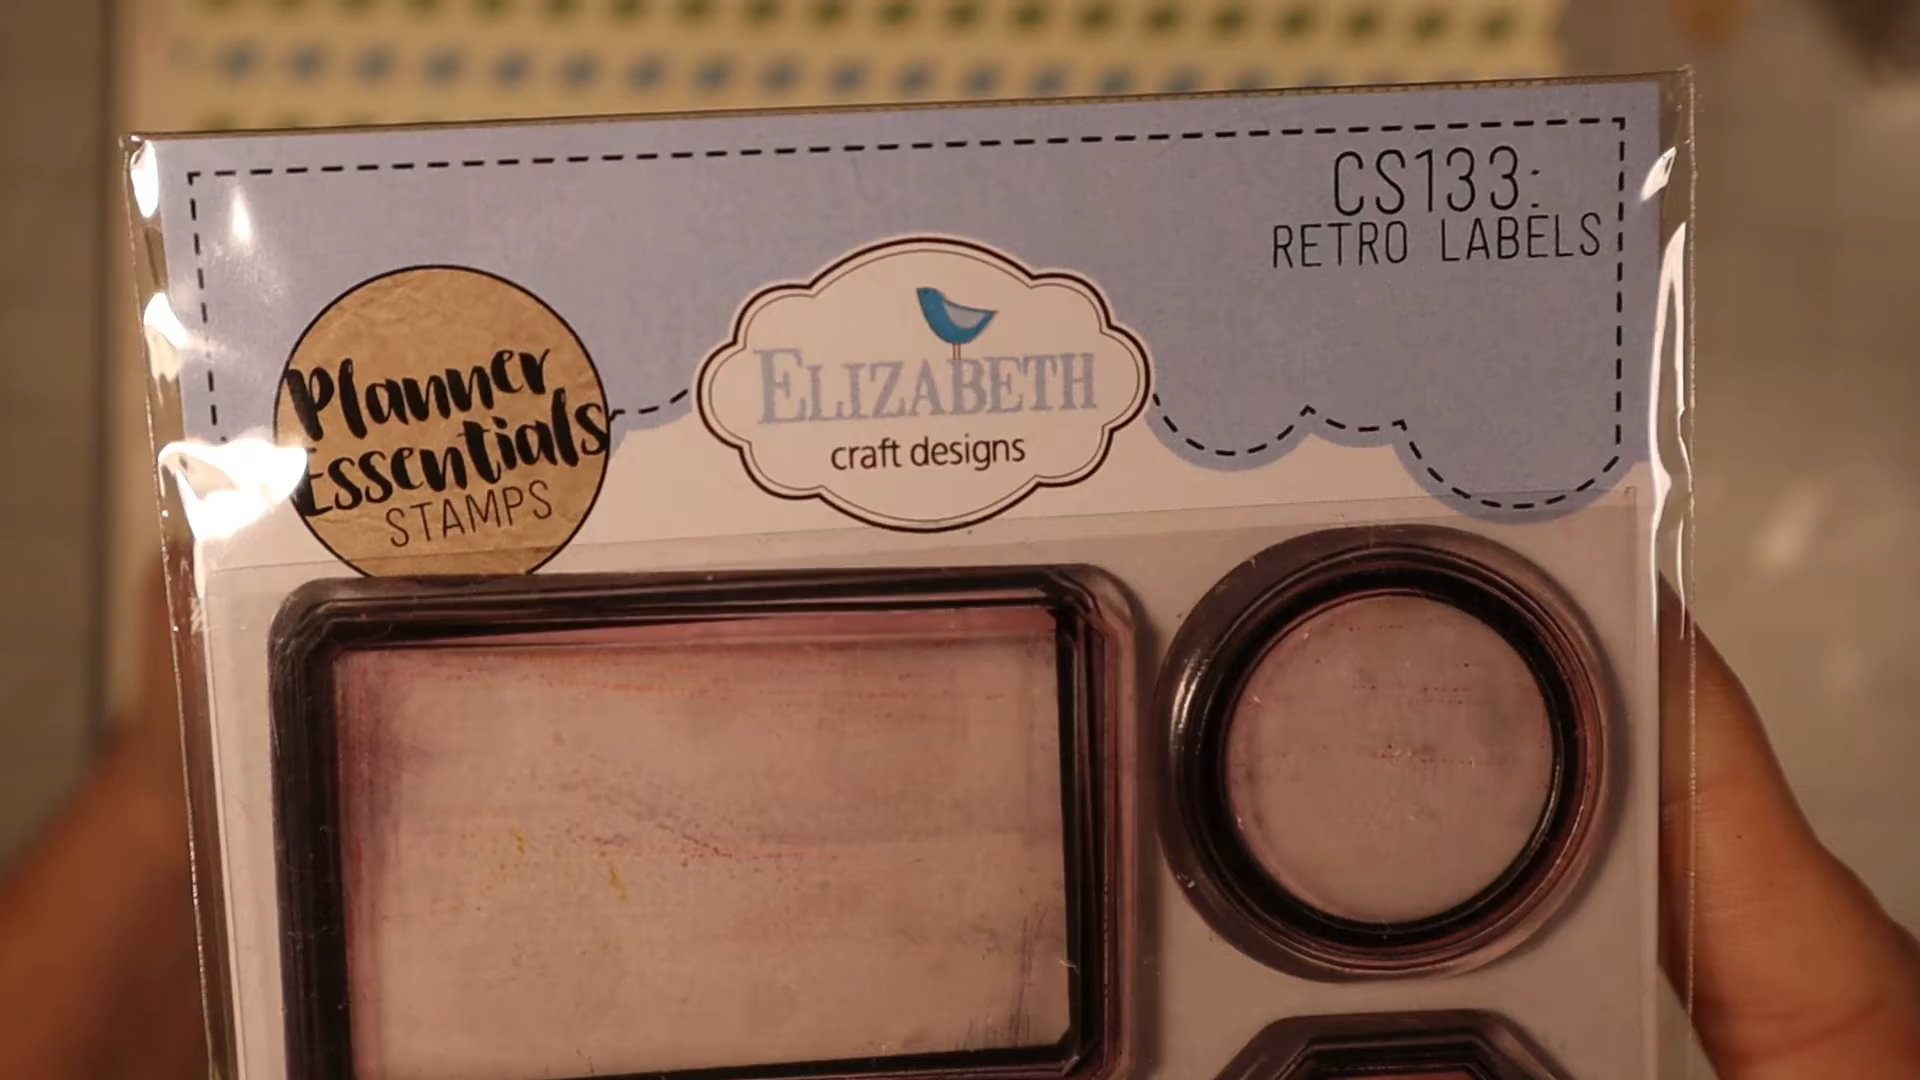 CS133:
RETRO LABELS
Planner
Essentials
STAMPS
ELIZABETH
craft designs